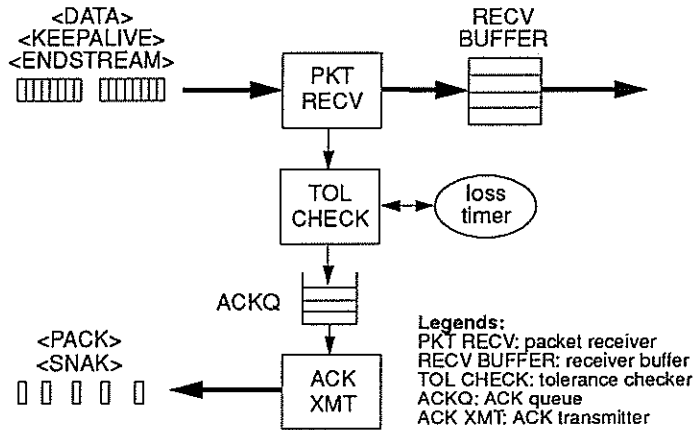 <DATA>
<KEEPALIVE>
<ENDSTREAM>
PKT
RECV
RECV
BUFFER
TOL
CHECK
loss
timer
ACKQ
<PACK>
<SNAK>
ACK
XMT
Legends:
PKT RECV: packet receiver
RECV BUFFER: receiver buffer
TOL CHECK: tolerance checker
ACKQ: ACK queue
ACK XMT: ACK transmitter